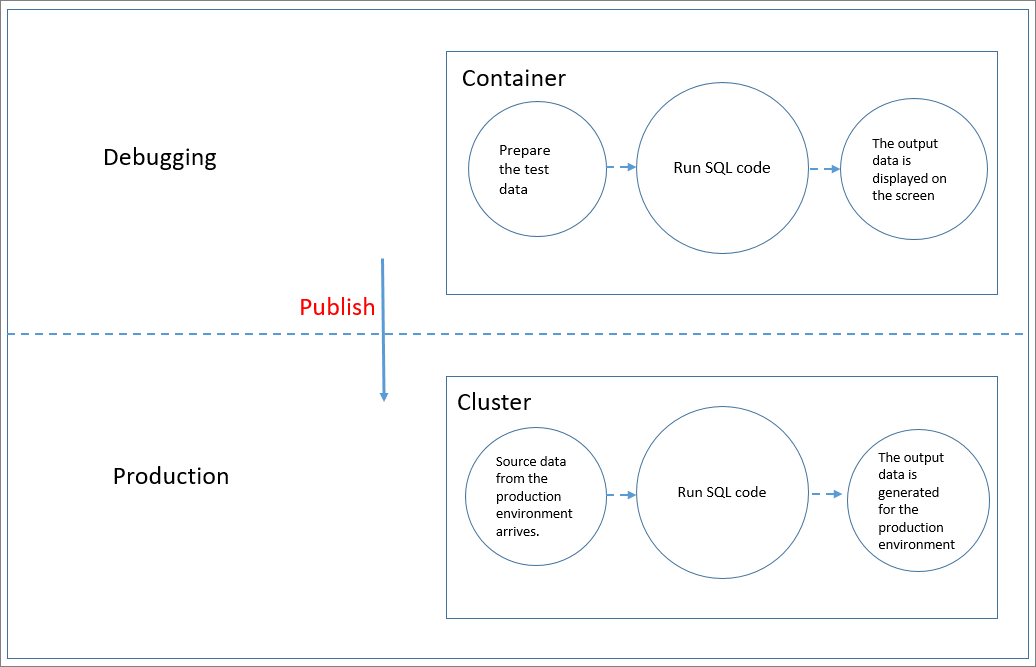 Container
Debugging
Prepare
the test
data
Run SQL code
The output
data is
displayed on
the screen
Publish
Cluster
Production
Source data
from the
production
environment
arrives.
Run SQL code
The output
data is
generated
for the
production
environment